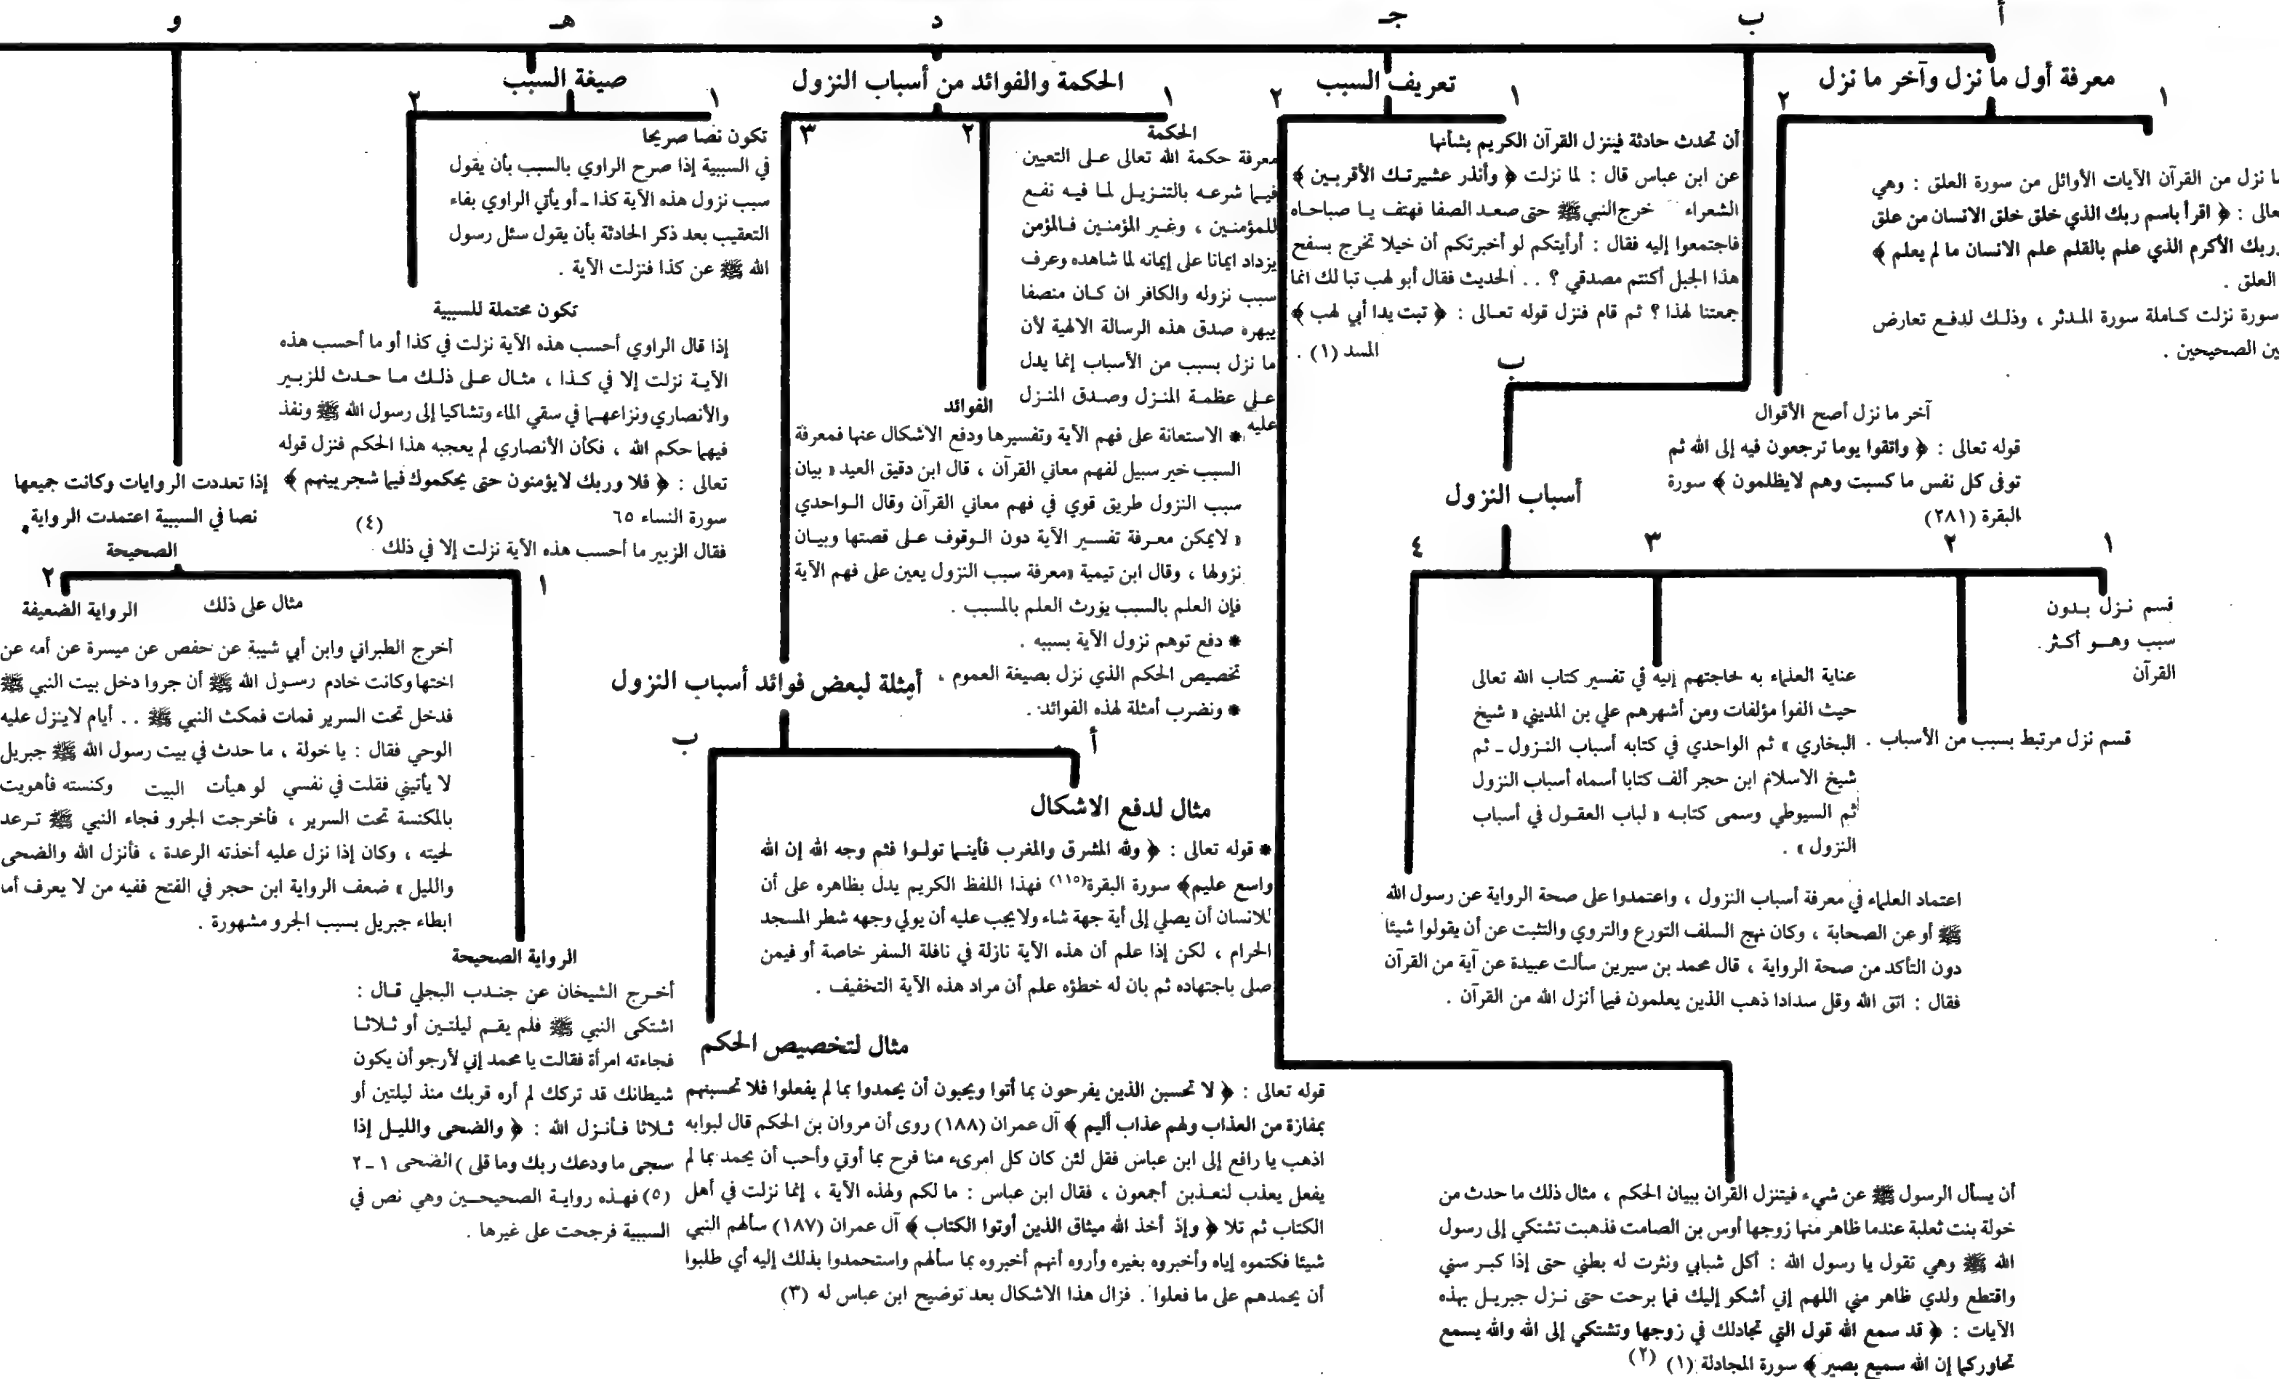 أ
ب
جـ
د
هـ
و
معرفة أول ما نزل وآخر ما نزل
١
٢
نزل من القرآن الآيات الأوائل من سورة العلق : وهي
﴿ اقرأ باسم ربك الذي خلق خلق الانسان من علق
ربك الأكرم الذي علم بالقلم علم الانسان ما لم يعلم ﴾
العلق .
سورة نزلت كاملة سورة المدثر ، وذلك لدفع تعارض
الصحيحين .
آخر ما نزل أصح الأقوال
قوله تعالى : ﴿ واتقوا يوما ترجعون فيه إلى الله ثم
توفى كل نفس ما كسبت وهم لايظلمون ﴾ سورة
البقرة (٢٨١)
ب
أسباب النزول
١
٢
٣
٤
قسم نزل بدون
سبب وهو أكثر .
القرآن
قسم نزل مرتبط بسبب من الأسباب .
عناية العلماء به لحاجتهم إليه في تفسير كتاب الله تعالى
حيث الفوا مؤلفات ومن أشهرهم علي بن المديني « شيخ
البخاري » ثم الواحدي في كتابه أسباب النزول ـ ثم
شيخ الاسلام ابن حجر ألف كتابا أسماه أسباب النزول
ثم السيوطي وسمى كتابه « لباب العقول في أسباب
النزول » .
اعتماد العلماء في معرفة أسباب النزول ، واعتمدوا على صحة الرواية عن رسول الله
ﷺ أو عن الصحابة ، وكان نهج السلف التورع والتروي والتثبت عن أن يقولوا شيئا
دون التأكد من صحة الرواية ، قال محمد بن سيرين سألت عبيدة عن آية من القرآن
فقال : اتق الله وقل سدادا ذهب الذين يعلمون فيما أنزل الله من القرآن .
تعريف السبب
١
٢
أن تحدث حادثة فينزل القرآن الكريم بشأنها
عن ابن عباس قال : لما نزلت ﴿ وأنذر عشيرتك الأقربين ﴾
الشعراء خرج النبي ﷺ حتى صعد الصفا فهتف يا صباحاه
فاجتمعوا إليه فقال : أرأيتكم لو أخبرتكم أن خيلا تخرج بسفح
هذا الجبل أكنتم مصدقي ؟ . . الحديث فقال أبو لهب تبا لك انما
جمعتنا لهذا ؟ ثم قام فنزل قوله تعالى : ﴿ تبت يدا أبي لهب ﴾
المسد (١) .
أن يسأل الرسول ﷺ عن شيء فيتنزل القران ببيان الحكم ، مثال ذلك ما حدث من
خولة بنت ثعلبة عندما ظاهر منها زوجها أوس بن الصامت فذهبت تشتكي إلى رسول
الله ﷺ وهي تقول يا رسول الله : أكل شبابي ونثرت له بطني حتى إذا كبر سني
واقتطع ولدي ظاهر مني اللهم إني أشكو إليك فما برحت حتى نزل جبريل بهذه
الآيات : ﴿ قد سمع الله قول التي تجادلك في زوجها وتشتكي إلى الله والله يسمع
تحاوركما إن الله سميع بصير ﴾ سورة المجادلة (١) (٢)
الحكمة والفوائد من أسباب النزول
١
٢
٣
الحكمة
معرفة حكمة الله تعالى على التعيين
فيما شرعه بالتنزيل لما فيه نفع
للمؤمنين ، وغير المؤمنين فالمؤمن
يزداد ايمانا على إيمانه لما شاهده وعرف
سبب نزوله والكافر ان كان منصفا
يبهره صدق هذه الرسالة الالهية لأن
ما نزل بسبب من الأسباب إنما يدل
على عظمة المنزل وصدق المنزل
عليه
الفوائد
* الاستعانة على فهم الآية وتفسيرها ودفع الاشكال عنها فمعرفة
السبب خير سبيل لفهم معاني القرآن ، قال ابن دقيق العيد « بيان
سبب النزول طريق قوي في فهم معاني القرآن وقال الواحدي
« لايمكن معرفة تفسير الآية دون الوقوف على قصتها وبيان
نزولها ، وقال ابن تيمية «معرفة سبب النزول يعين على فهم الآية
فإن العلم بالسبب يورث العلم بالمسبب .
* دفع توهم نزول الآية بسببه .
تخصيص الحكم الذي نزل بصيغة العموم ،
* ونضرب أمثلة لهذه الفوائد .
أمثلة لبعض فوائد أسباب النزول
أ
ب
مثال لدفع الاشكال
* قوله تعالى : ﴿ ولله المشرق والمغرب فأينما تولوا فثم وجه الله إن الله
واسع عليم﴾ سورة البقرة(١١٥) فهذا اللفظ الكريم يدل بظاهره على أن
للانسان أن يصلي إلى أية جهة شاء ولايجب عليه أن يولي وجهه شطر المسجد
الحرام ، لكن إذا علم أن هذه الآية نازلة في نافلة السفر خاصة أو فيمن
صلى باجتهاده ثم بان له خطؤه علم أن مراد هذه الآية التخفيف .
مثال لتخصيص الحكم
قوله تعالى : ﴿ لا تحسبن الذين يفرحون بما أتوا ويحبون أن يحمدوا بما لم يفعلوا فلا تحسبنهم
بمفازة من العذاب ولهم عذاب أليم ﴾ آل عمران (١٨٨) روى أن مروان بن الحكم قال لبوابه
اذهب يا رافع إلى ابن عباس فقل لئن كان كل امرىء منا فرح بما أوتي وأحب أن يحمد بما لم
يفعل يعذب لنعذبن أجمعون ، فقال ابن عباس : ما لكم ولهذه الآية ، إنما نزلت في أهل
الكتاب ثم تلا ﴿ وإذ أخذ الله ميثاق الذين أوتوا الكتاب ﴾ آل عمران (١٨٧) سألهم النبي
شيئا فكتموه إياه وأخبروه بغيره وأروه أنهم أخبروه بما سألهم واستحمدوا بذلك إليه أي طلبوا
أن يحمدهم على ما فعلوا . فزال هذا الاشكال بعد توضيح ابن عباس له (٣)
صيغة السبب
١
٢
تكون نصا صريحا
في السببية إذا صرح الراوي بالسبب بأن يقول
سبب نزول هذه الآية كذا ـ أو يأتي الراوي بفاء
التعقيب بعد ذكر الحادثة بأن يقول سئل رسول
الله ﷺ عن كذا فنزلت الآية .
تكون محتملة للسببية
إذا قال الراوي أحسب هذه الآية نزلت في كذا أو ما أحسب هذه
الآية نزلت إلا في كذا ، مثال على ذلك ما حدث للزبير
والأنصاري ونزاعهما في سقي الماء وتشاكيا إلى رسول الله ﷺ ونفذ
فيهما حكم الله ، فكأن الأنصاري لم يعجبه هذا الحكم فنزل قوله
تعالى : ﴿ فلا وربك لايؤمنون حتى يحكموك فيما شجر بينهم ﴾
سورة النساء ٦٥ (٤)
فقال الزبير ما أحسب هذه الآية نزلت إلا في ذلك
إذا تعددت الروايات وكانت جميعها
نصا في السببية اعتمدت الرواية
الصحيحة
١
٢
مثال على ذلك
الرواية الضعيفة
أخرج الطبراني وابن أبي شيبة عن حفص عن ميسرة عن أمه عن
اختها وكانت خادم رسول الله ﷺ أن جروا دخل بيت النبي ﷺ
فدخل تحت السرير فمات فمكث النبي ﷺ . . أيام لاينزل عليه
الوحي فقال : يا خولة ، ما حدث في بيت رسول الله ﷺ جبريل
لا يأتيني فقلت في نفسي لو هيأت البيت وكنسته فأهويت
بالمكنسة تحت السرير ، فأخرجت الجرو فجاء النبي ﷺ ترعد
لحيته ، وكان إذا نزل عليه أخذته الرعدة ، فأنزل الله والضحى
والليل » ضعف الرواية ابن حجر في الفتح ففيه من لا يعرف أما
ابطاء جبريل بسبب الجرو مشهورة .
الرواية الصحيحة
أخرج الشيخان عن جندب البجلي قال :
اشتكى النبي ﷺ فلم يقم ليلتين أو ثلاثا
فجاءته امرأة فقالت يا محمد إني لأرجو أن يكون
شيطانك قد تركك لم أره قربك منذ ليلتين أو
ثلاثا فأنزل الله : ﴿ والضحى والليل إذا
سجى ما ودعك ربك وما قلى ) الضحى ١ ـ ٢
(٥) فهذه رواية الصحيحين وهي نص في
السببية فرجحت على غيرها .